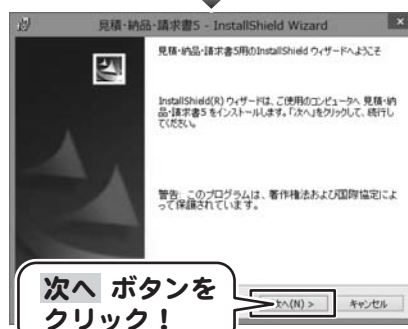 見積・納品・請求書5 - InstallShield Wizard
見積・納品・請求書5用のInstallShield ウィザードへようこそ
InstallShield(R) ウィザードは、ご使用のコンピュータへ 見積・納
品・請求書5 をインストールします。「次へ」をクリックして、続行し
てください。
警告: このプログラムは、著作権法および国際協定によ
って保護されています。
次へ ボタンを
クリック!
次へ(N) >
キャンセル